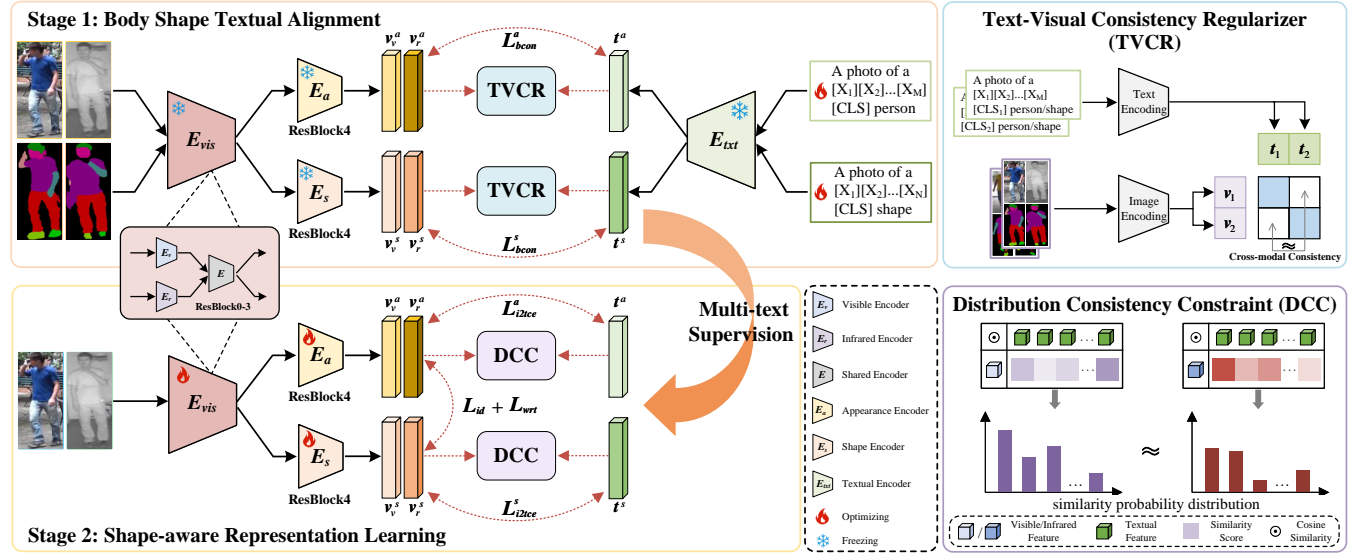 Stage 1: Body Shape Textual Alignment
E_vis
E_a
ResBlock4
E_s
ResBlock4
v_v^a v_r^a
v_v^s v_r^s
L_bcon^a
TVCR
TVCR
L_bcon^s
t^a
t^s
E_txt
A photo of a
[X1][X2]...[XM]
[CLS] person
A photo of a
[X1][X2]...[XN]
[CLS] shape
E_v
E_r
E
ResBlock0-3
Multi-text
Supervision
E_vis
E_a
ResBlock4
E_s
ResBlock4
v_v^a v_r^a
v_v^s v_r^s
L_i2tce^a
DCC
L_id + L_wrt
DCC
L_i2tce^s
t^a
t^s
Stage 2: Shape-aware Representation Learning
E_v Visible Encoder
E_r Infrared Encoder
E Shared Encoder
E_a Appearance Encoder
E_s Shape Encoder
E_txt Textual Encoder
Optimizing
Freezing
Text-Visual Consistency Regularizer
(TVCR)
A photo of a
[X1][X2]...[XM]
[CLS1] person/shape
[CLS2] person/shape
Text
Encoding
t1 t2
Image
Encoding
v1
v2
≈
Cross-modal Consistency
Distribution Consistency Constraint (DCC)
...
...
...
...
≈
...
...
similarity probability distribution
/ Visible/Infrared
Feature
Textual
Feature
Similarity
Score
Cosine
Similarity